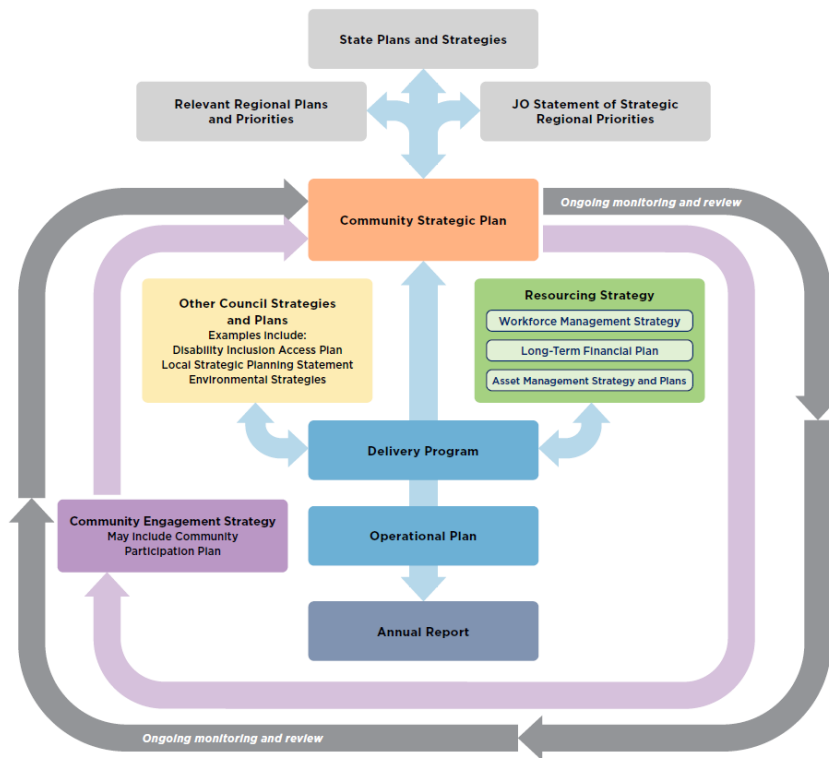 State Plans and Strategies
Relevant Regional Plans
and Priorities
JO Statement of Strategic
Regional Priorities
Community Strategic Plan
Ongoing monitoring and review
Other Council Strategies
and Plans
Examples include:
Disability Inclusion Access Plan
Local Strategic Planning Statement
Environmental Strategies
Resourcing Strategy
Workforce Management Strategy
Long-Term Financial Plan
Asset Management Strategy and Plans
Delivery Program
Community Engagement Strategy
May include Community
Participation Plan
Operational Plan
Annual Report
Ongoing monitoring and review